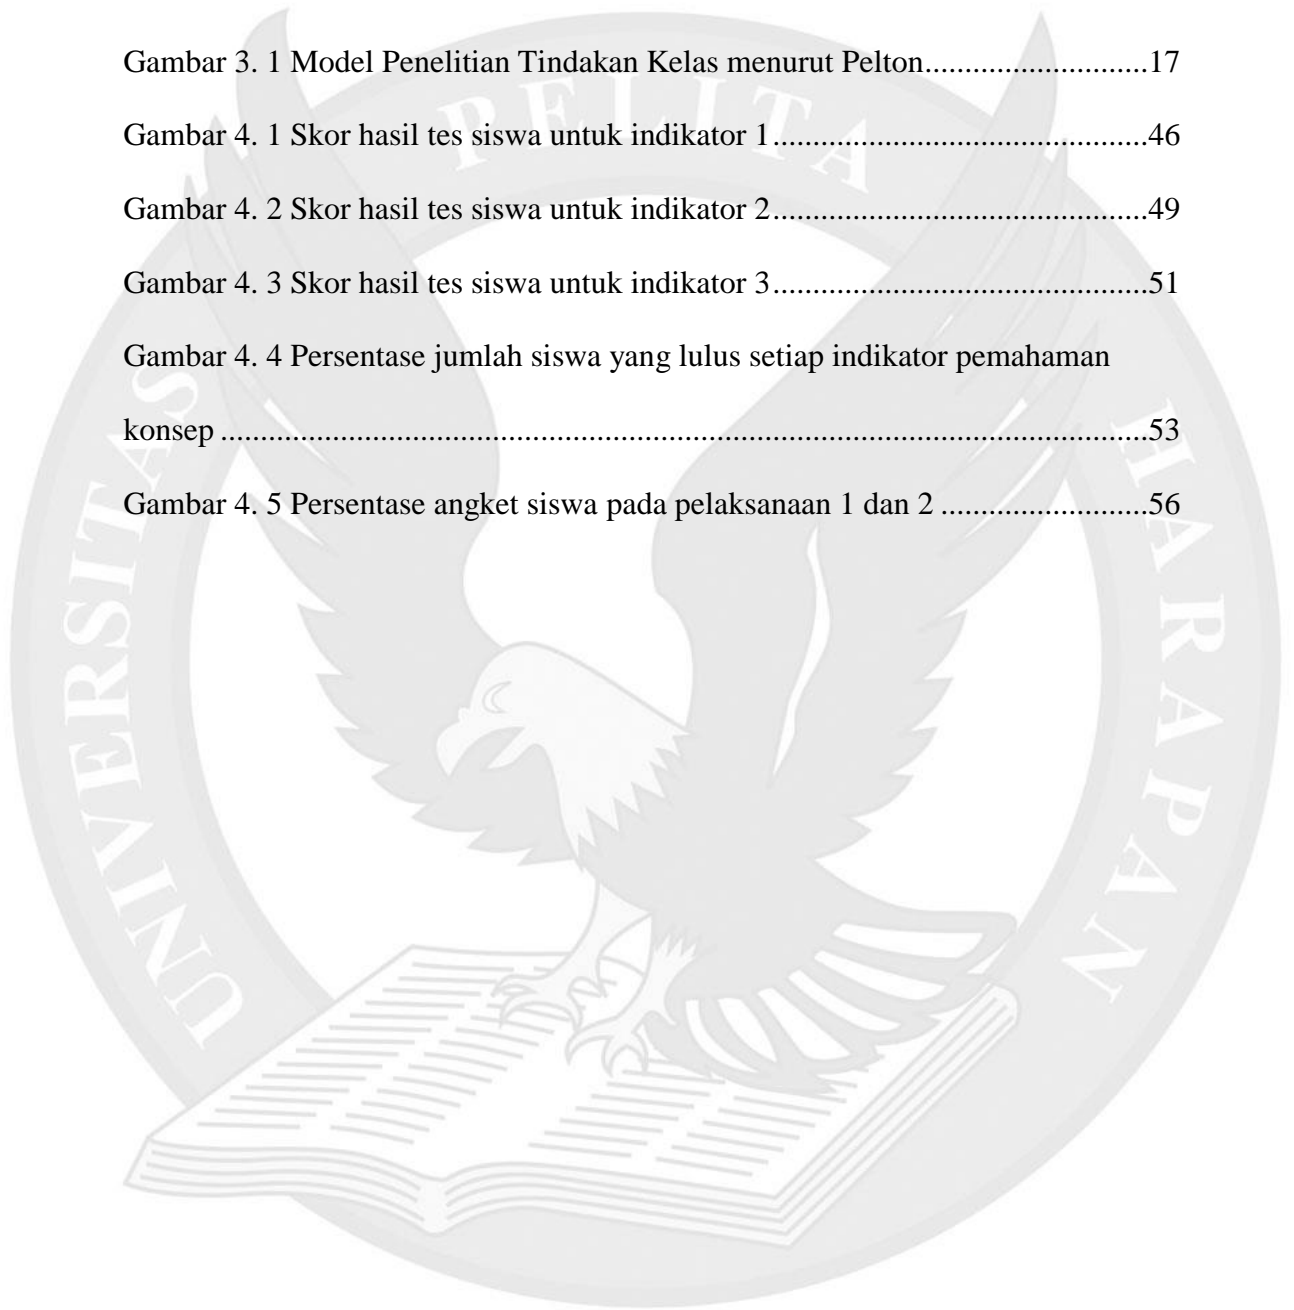 Gambar 3. 1 Model Penelitian Tindakan Kelas menurut Pelton............................17
Gambar 4. 1 Skor hasil tes siswa untuk indikator 1...............................................46
Gambar 4. 2 Skor hasil tes siswa untuk indikator 2...............................................49
Gambar 4. 3 Skor hasil tes siswa untuk indikator 3...............................................51
Gambar 4. 4 Persentase jumlah siswa yang lulus setiap indikator pemahaman
konsep ....................................................................................................................53
Gambar 4. 5 Persentase angket siswa pada pelaksanaan 1 dan 2 ..........................56
UNIVERSITAS PELITA HARAPAN